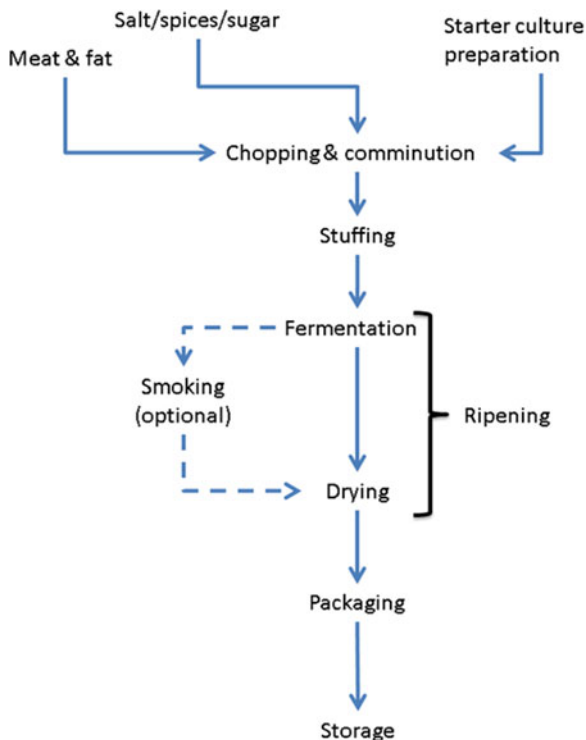 Salt/spices/sugar
Meat & fat
Starter culture
preparation
Chopping & comminution
Stuffing
Fermentation
Smoking
(optional)
Ripening
Drying
Packaging
Storage